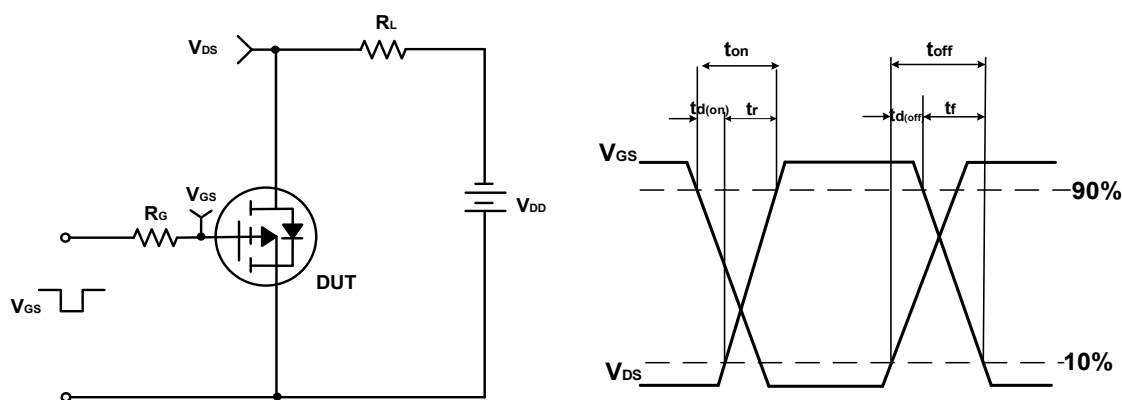 RL
VDS
VGS
RG
VDD
DUT
VGS
ton
toff
td(on)
tr
td(off
tf
VGS
90%
VDS
10%